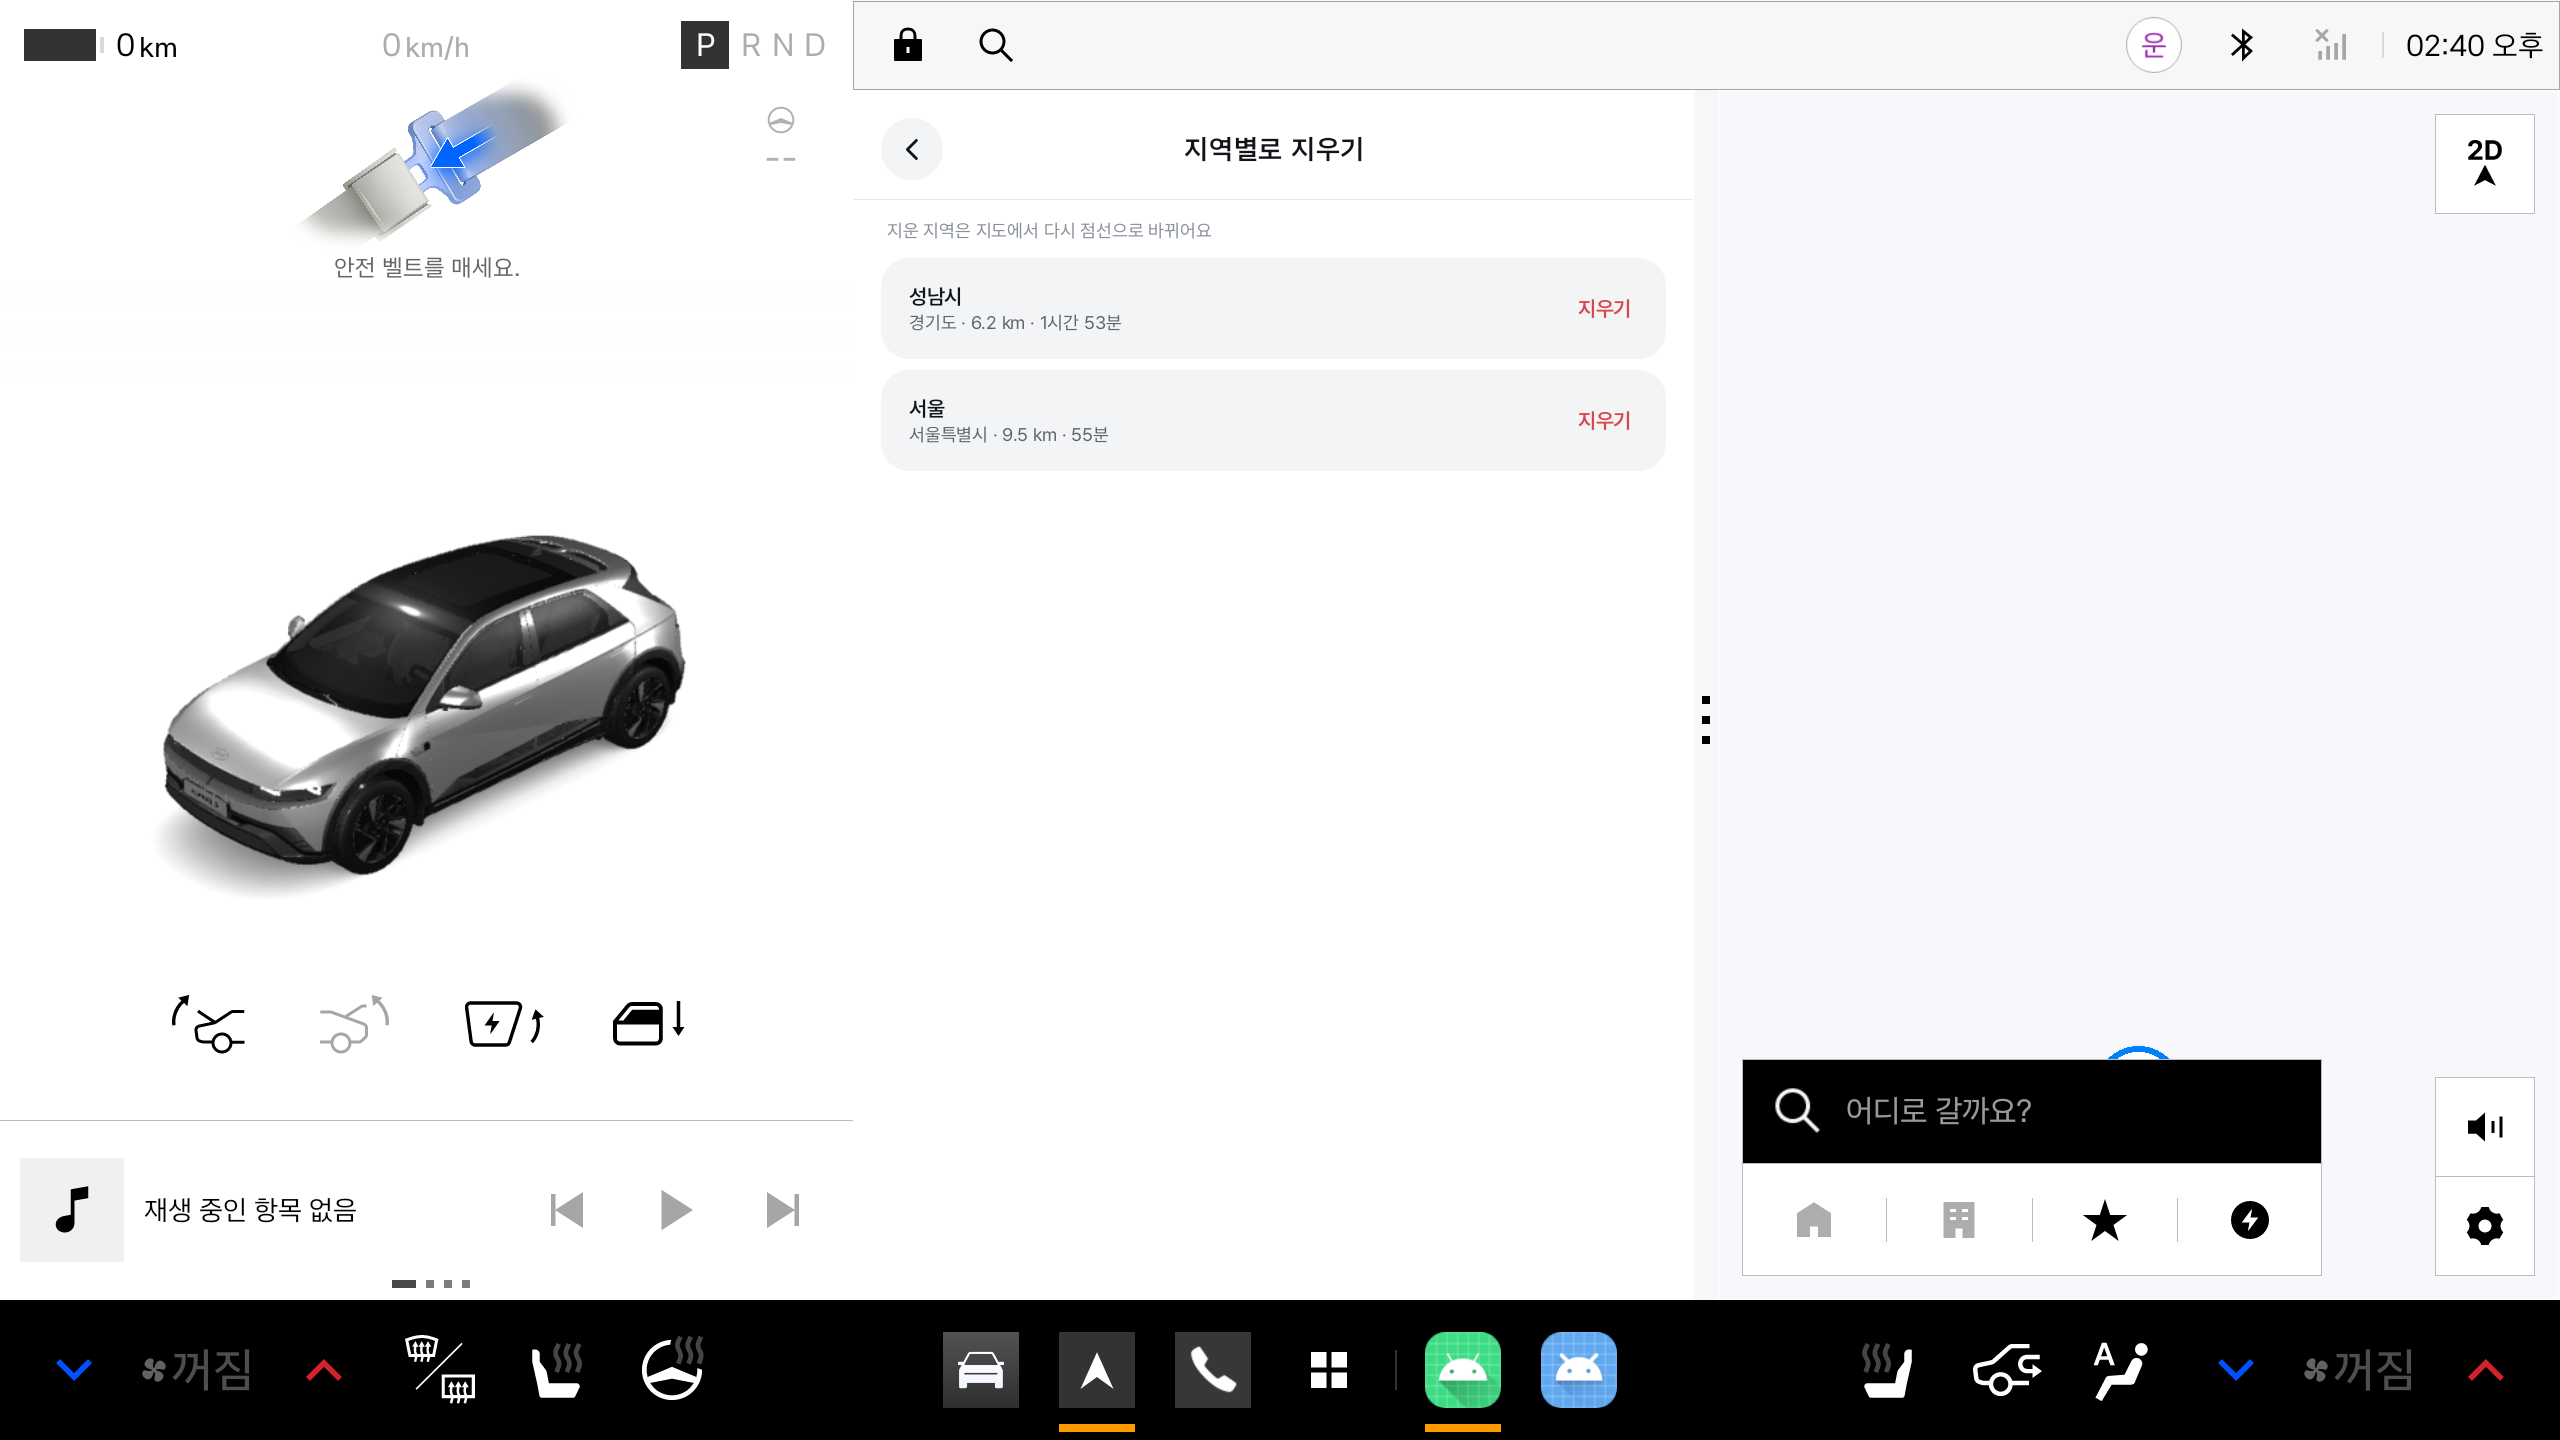 0 km
0 km/h
P R N D
안전 벨트를 매세요.
재생 중인 항목 없음
운
02:40 오후
지역별로 지우기
지운 지역은 지도에서 다시 점선으로 바뀌어요
성남시
경기도 · 6.2 km · 1시간 53분
지우기
서울
서울특별시 · 9.5 km · 55분
지우기
2D
어디로 갈까요?
꺼짐
A
꺼짐